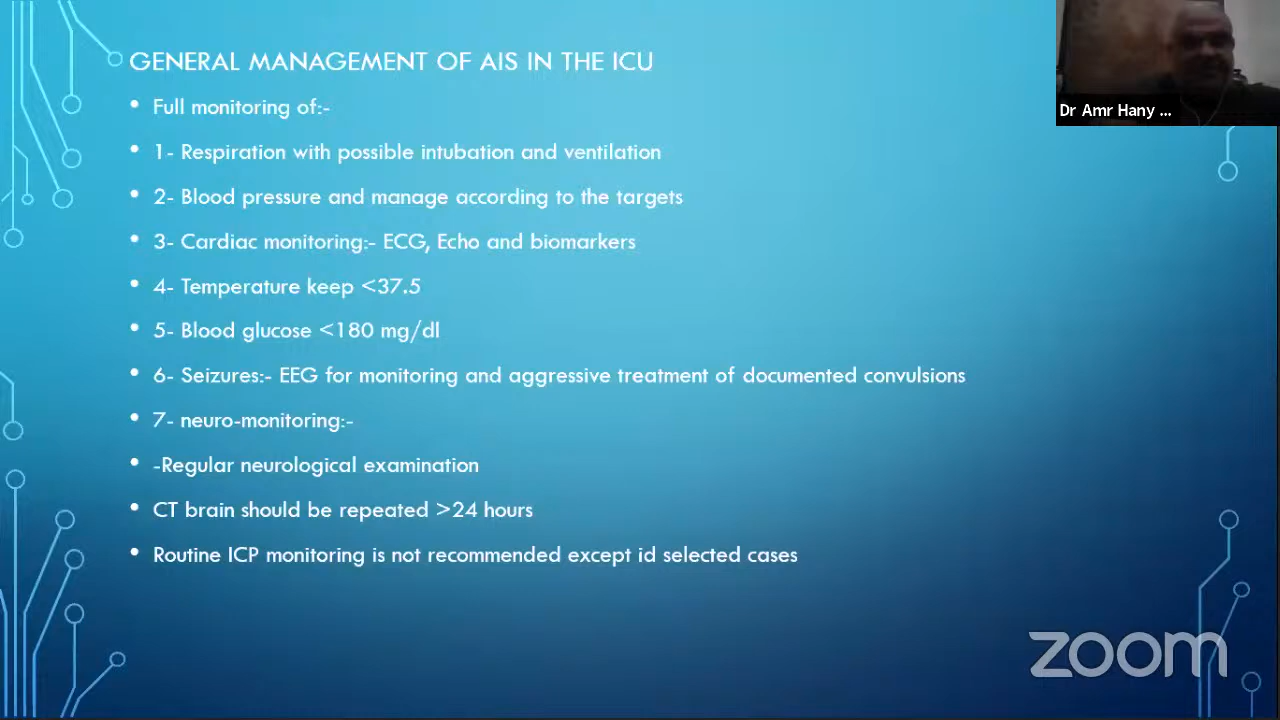 GENERAL MANAGEMENT OF AIS IN THE ICU
Dr Amr Hany ...
• Full monitoring of:-
• 1- Respiration with possible intubation and ventilation
• 2- Blood pressure and manage according to the targets
• 3- Cardiac monitoring:- ECG, Echo and biomarkers
• 4- Temperature keep <37.5
• 5- Blood glucose <180 mg/dl
• 6- Seizures:- EEG for monitoring and aggressive treatment of documented convulsions
• 7- neuro-monitoring:-
• -Regular neurological examination
• CT brain should be repeated >24 hours
• Routine ICP monitoring is not recommended except id selected cases
zoom